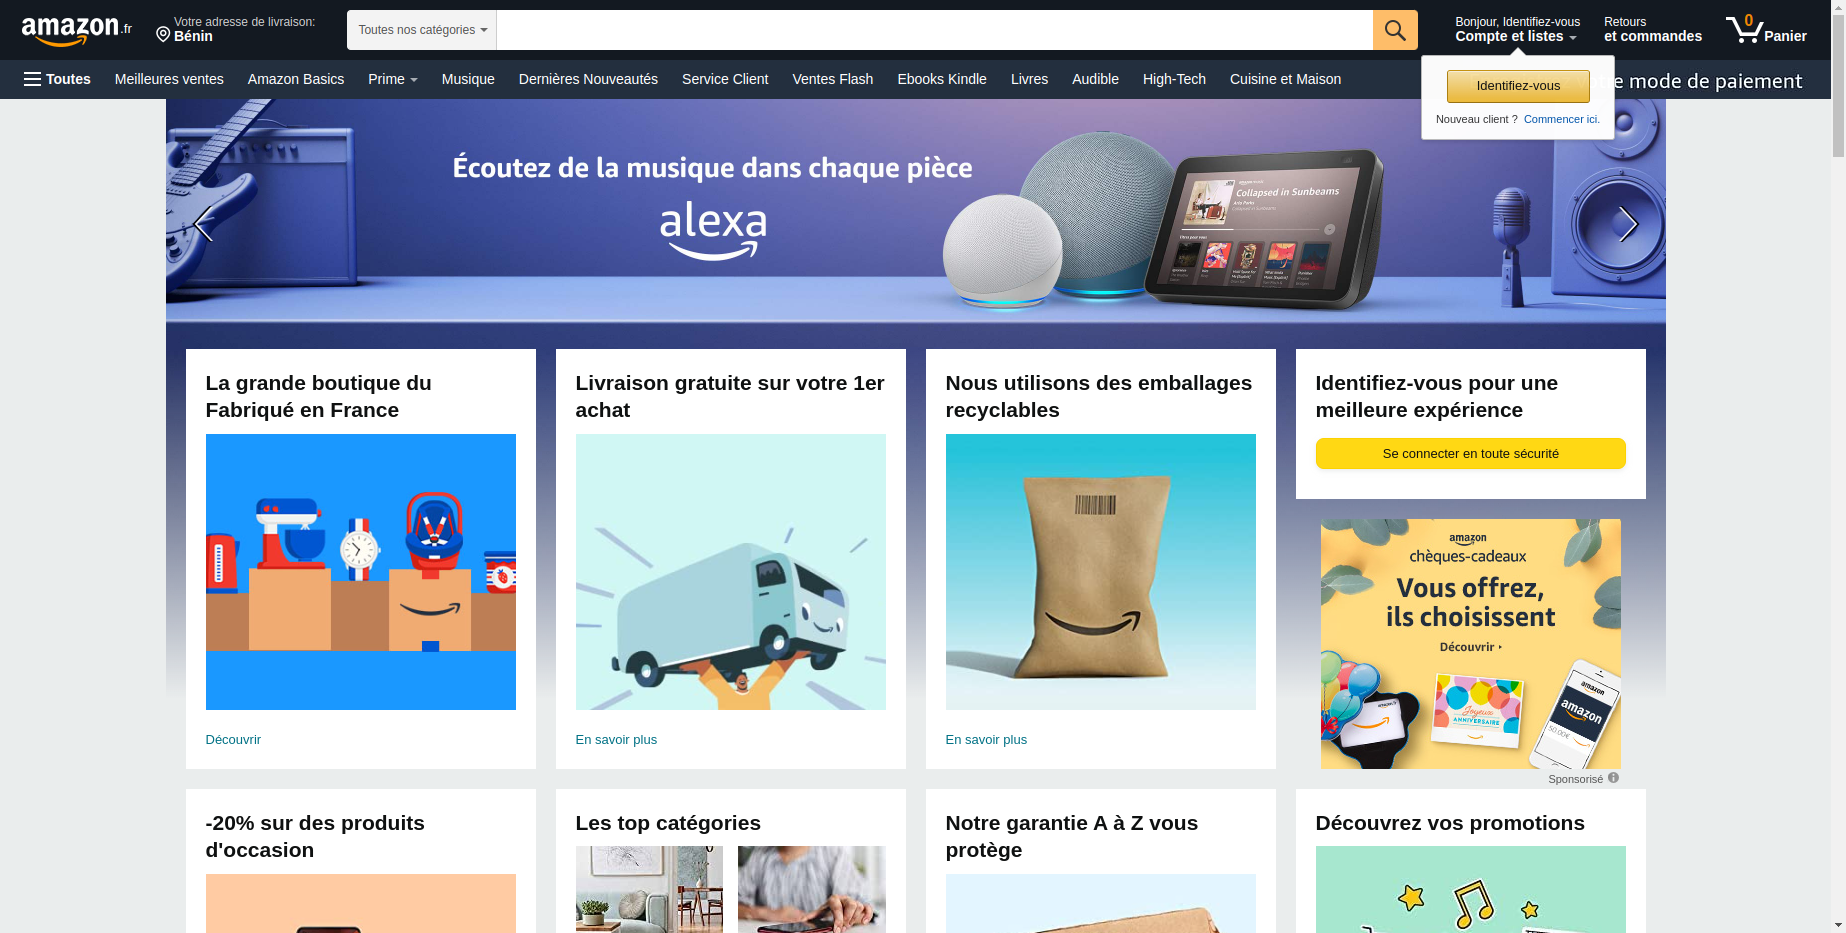 amazon.fr
Votre adresse de livraison:
Bénin
Toutes nos catégories
Bonjour, Identifiez-vous
Compte et listes
Retours
et commandes
0
Panier
Toutes
Meilleures ventes
Amazon Basics
Prime
Musique
Dernières Nouveautés
Service Client
Ventes Flash
Ebooks Kindle
Livres
Audible
High-Tech
Cuisine et Maison
mode de paiement
Identifiez-vous
Nouveau client ? Commencer ici.
Écoutez de la musique dans chaque pièce
alexa
Collapsed in Sunbeams
Arlo Parks
La grande boutique du
Fabriqué en France
Découvrir
Livraison gratuite sur votre 1er
achat
En savoir plus
Nous utilisons des emballages
recyclables
En savoir plus
Identifiez-vous pour une
meilleure expérience
Se connecter en toute sécurité
amazon
chèques-cadeaux
Vous offrez,
ils choisissent
Découvrir
Joyeux
ANNIVERSAIRE
amazon
amazon
50.00€
Sponsorisé
-20% sur des produits
d'occasion
Les top catégories
Notre garantie A à Z vous
protège
Découvrez vos promotions